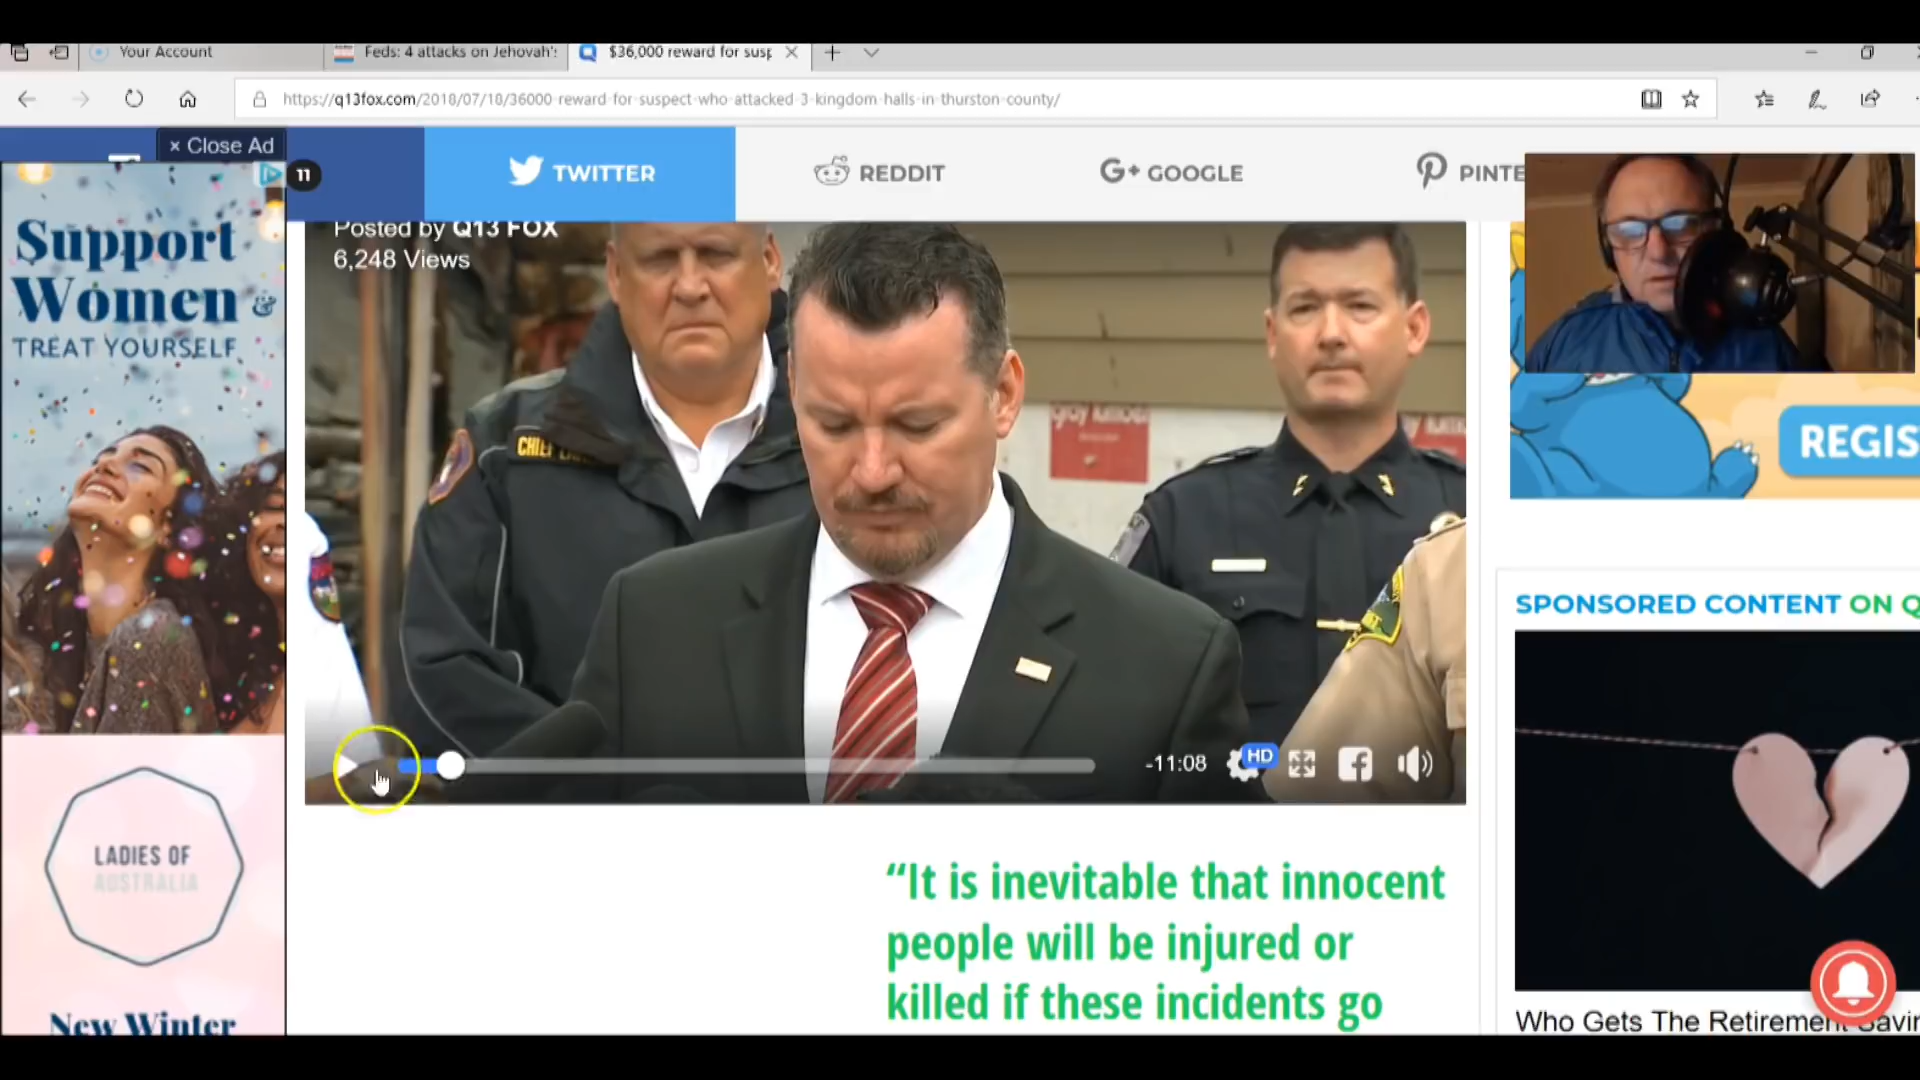 Your Account
Feds: 4 attacks on Jehovah's
$36,000 reward for susp
https://q13fox.com/2018/07/18/36000-reward-for-suspect-who-attacked-3-kingdom-halls-in-thurston-county/
× Close Ad
11
TWITTER
REDDIT
G+ GOOGLE
PINTE
Posted by Q13 FOX
6,248 Views
Support
Women &
TREAT YOURSELF
CHIEF
REGIS
SPONSORED CONTENT ON Q
-11:08
HD
LADIES OF
AUSTRALIA
New Winter
“It is inevitable that innocent
people will be injured or
killed if these incidents go
Who Gets The Retirement Savin